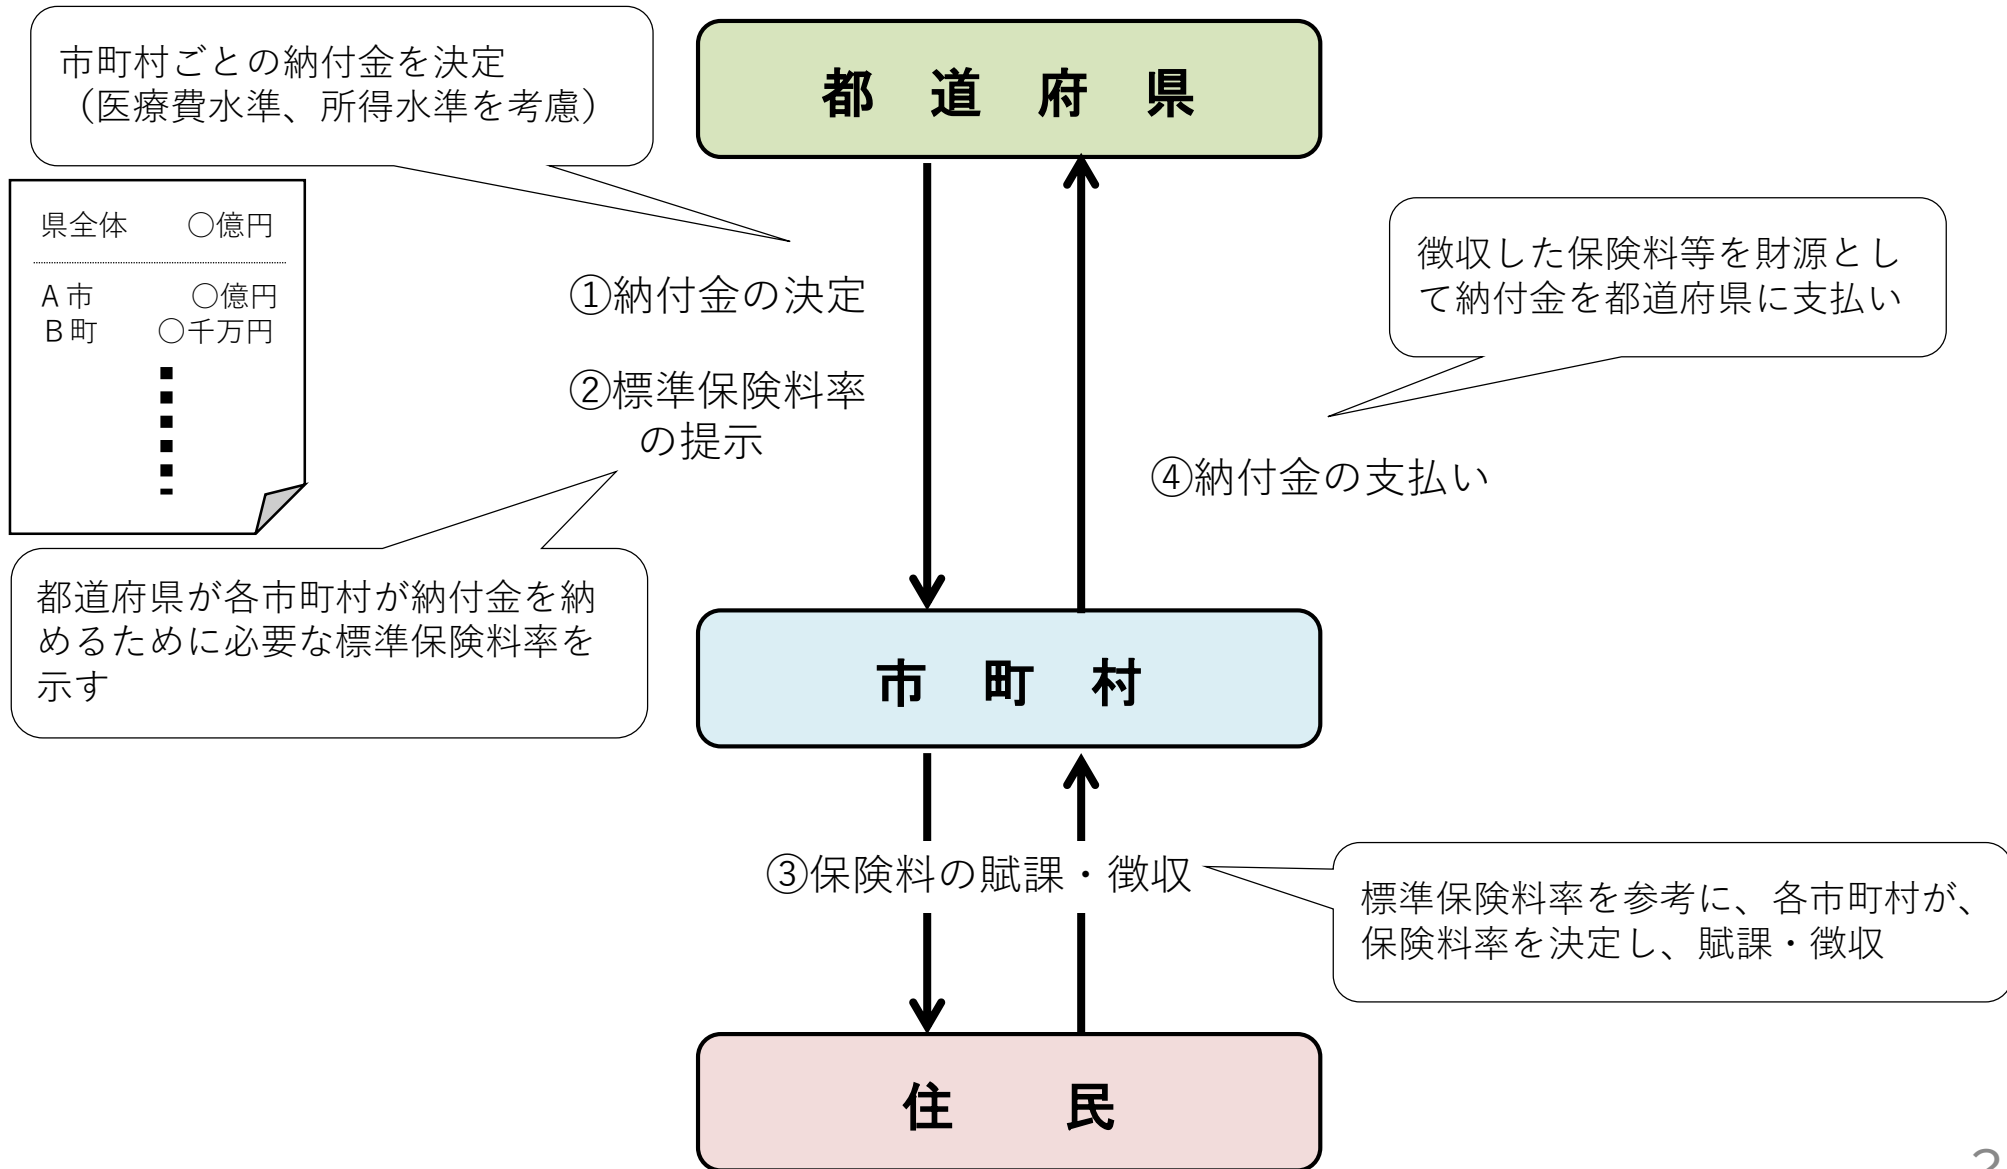 市町村ごとの納付金を決定
（医療費水準、所得水準を考慮）
都 道 府 県
県全体 ○億円
A市 ○億円
B町 ○千万円
①納付金の決定
②標準保険料率
の提示
徴収した保険料等を財源とし
て納付金を都道府県に支払い
④納付金の支払い
都道府県が各市町村が納付金を納
めるために必要な標準保険料率を
示す
市 町 村
③保険料の賦課・徴収
標準保険料率を参考に、各市町村が、
保険料率を決定し、賦課・徴収
住 民